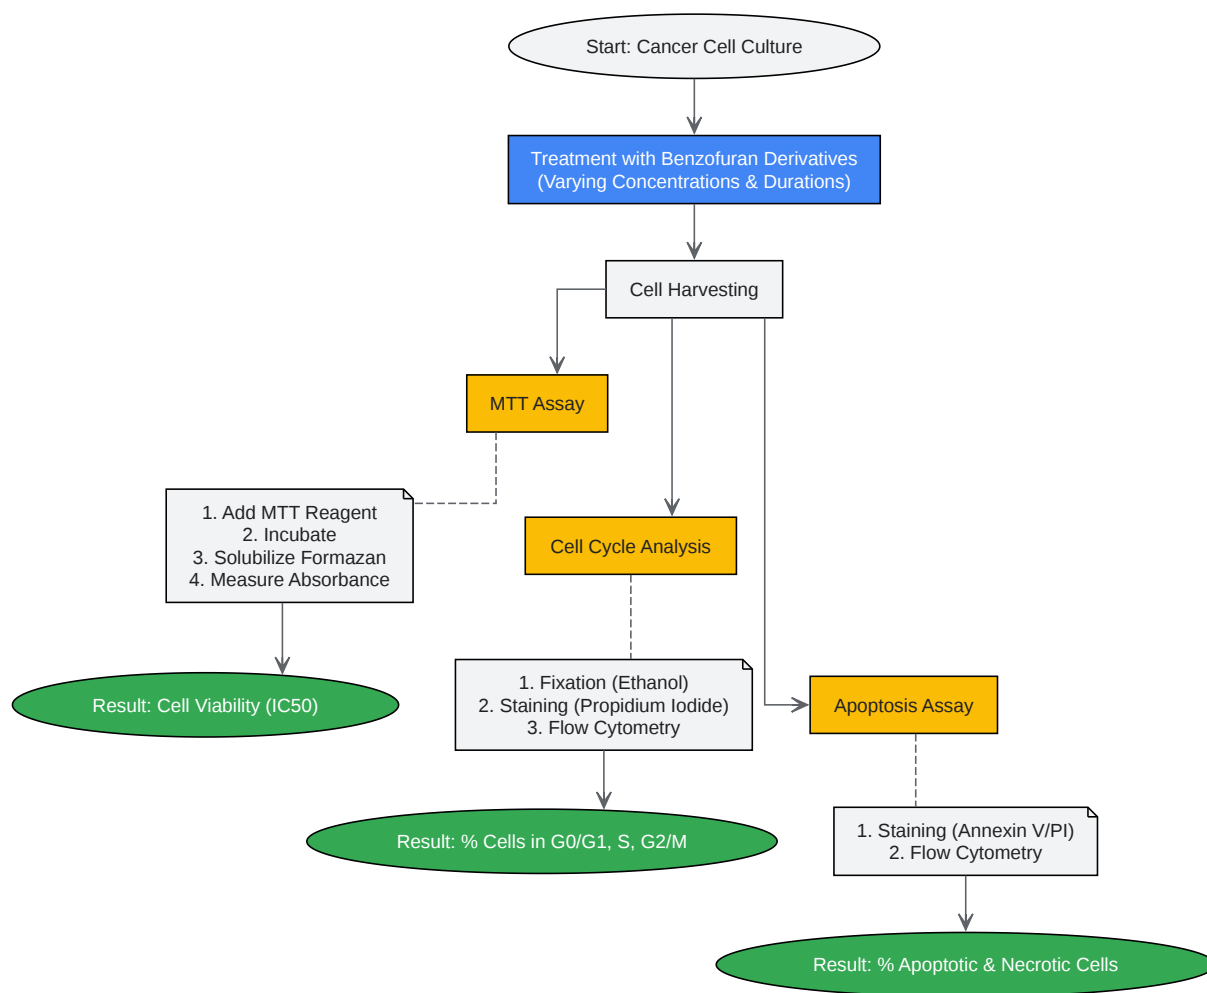 Start: Cancer Cell Culture
Treatment with Benzofuran Derivatives
(Varying Concentrations & Durations)
Cell Harvesting
MTT Assay
1. Add MTT Reagent
2. Incubate
3. Solubilize Formazan
4. Measure Absorbance
Result: Cell Viability (IC50)
Cell Cycle Analysis
1. Fixation (Ethanol)
2. Staining (Propidium Iodide)
3. Flow Cytometry
Result: % Cells in G0/G1, S, G2/M
Apoptosis Assay
1. Staining (Annexin V/PI)
2. Flow Cytometry
Result: % Apoptotic & Necrotic Cells